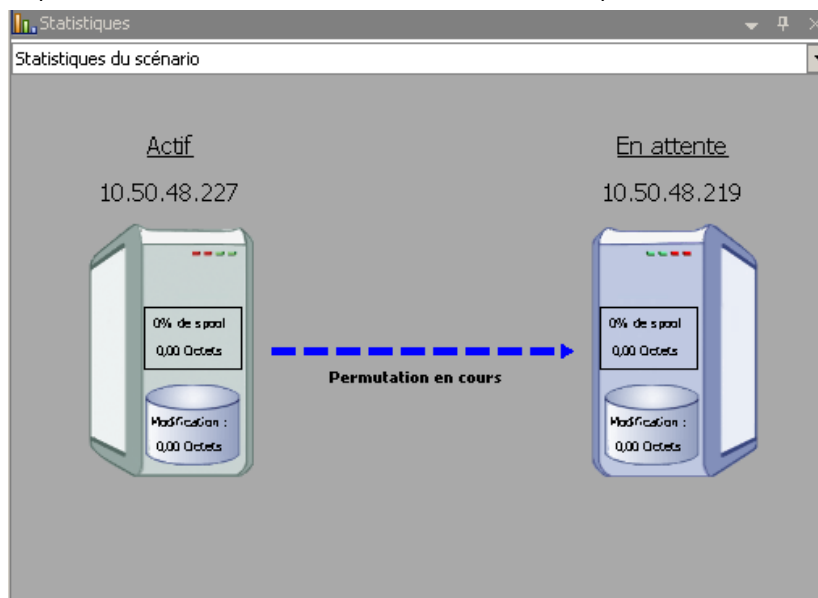 Statistiques
Statistiques du scénario
Actif
En attente
10.50.48.227
10.50.48.219
0% de spool
0,00 Octets
0% de spool
0,00 Octets
Permutation en cours
Modification :
0,00 Octets
Modification :
0,00 Octets